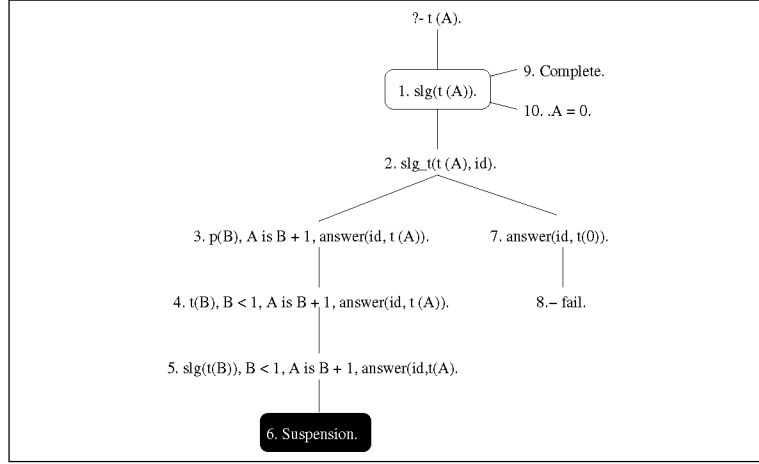 ?- t (A).
9. Complete.
1. slg(t (A)).
10. .A = 0.
2. slg_t(t (A), id).
3. p(B), A is B + 1, answer(id, t (A)).
7. answer(id, t(0)).
4. t(B), B < 1, A is B + 1, answer(id, t (A)).
8.– fail.
5. slg(t(B)), B < 1, A is B + 1, answer(id,t(A).
6. Suspension.